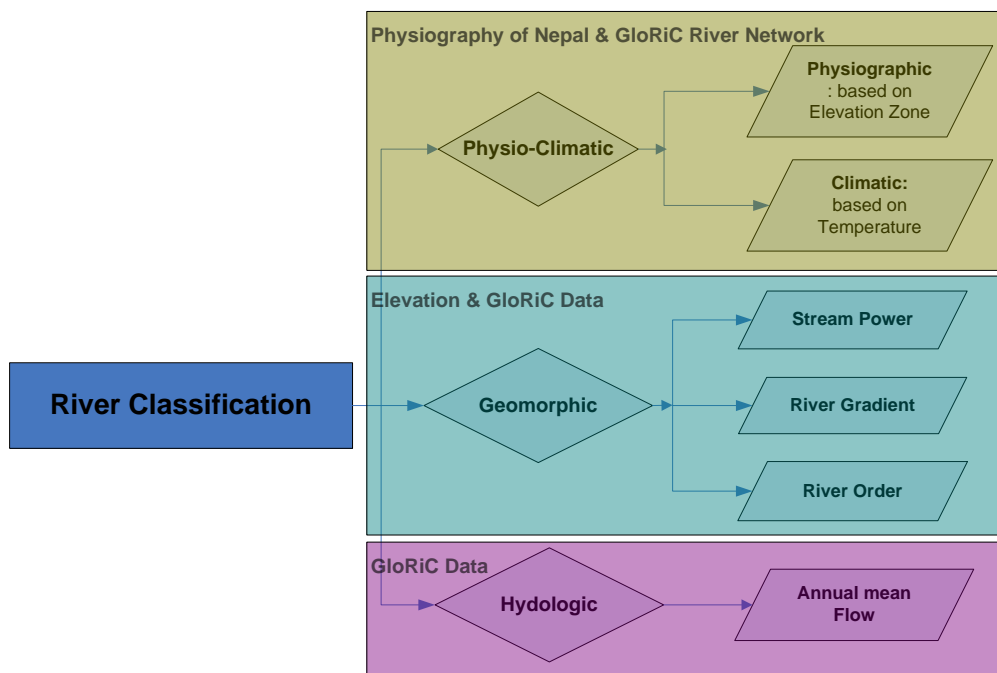 Physiography of Nepal & GloRiC River Network
Physiographic
: based on
Elevation Zone
Physio-Climatic
Climatic:
based on
Temperature
Elevation & GloRiC Data
Stream Power
River Classification
Geomorphic
River Gradient
River Order
GloRiC Data
Hydologic
Annual mean
Flow